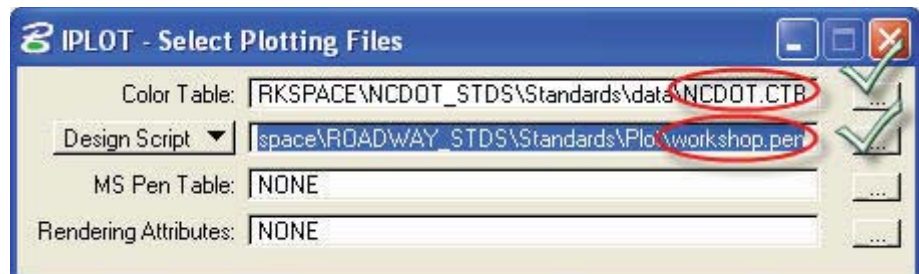 IPLOT - Select Plotting Files
Color Table: RKSPACE\NCDOT_STDS\Standards\data\NCDOT.CTB ...
Design Script space\ROADWAY_STDS\Standards\Plot\workshop.pen ...
MS Pen Table: NONE ...
Rendering Attributes: NONE ...